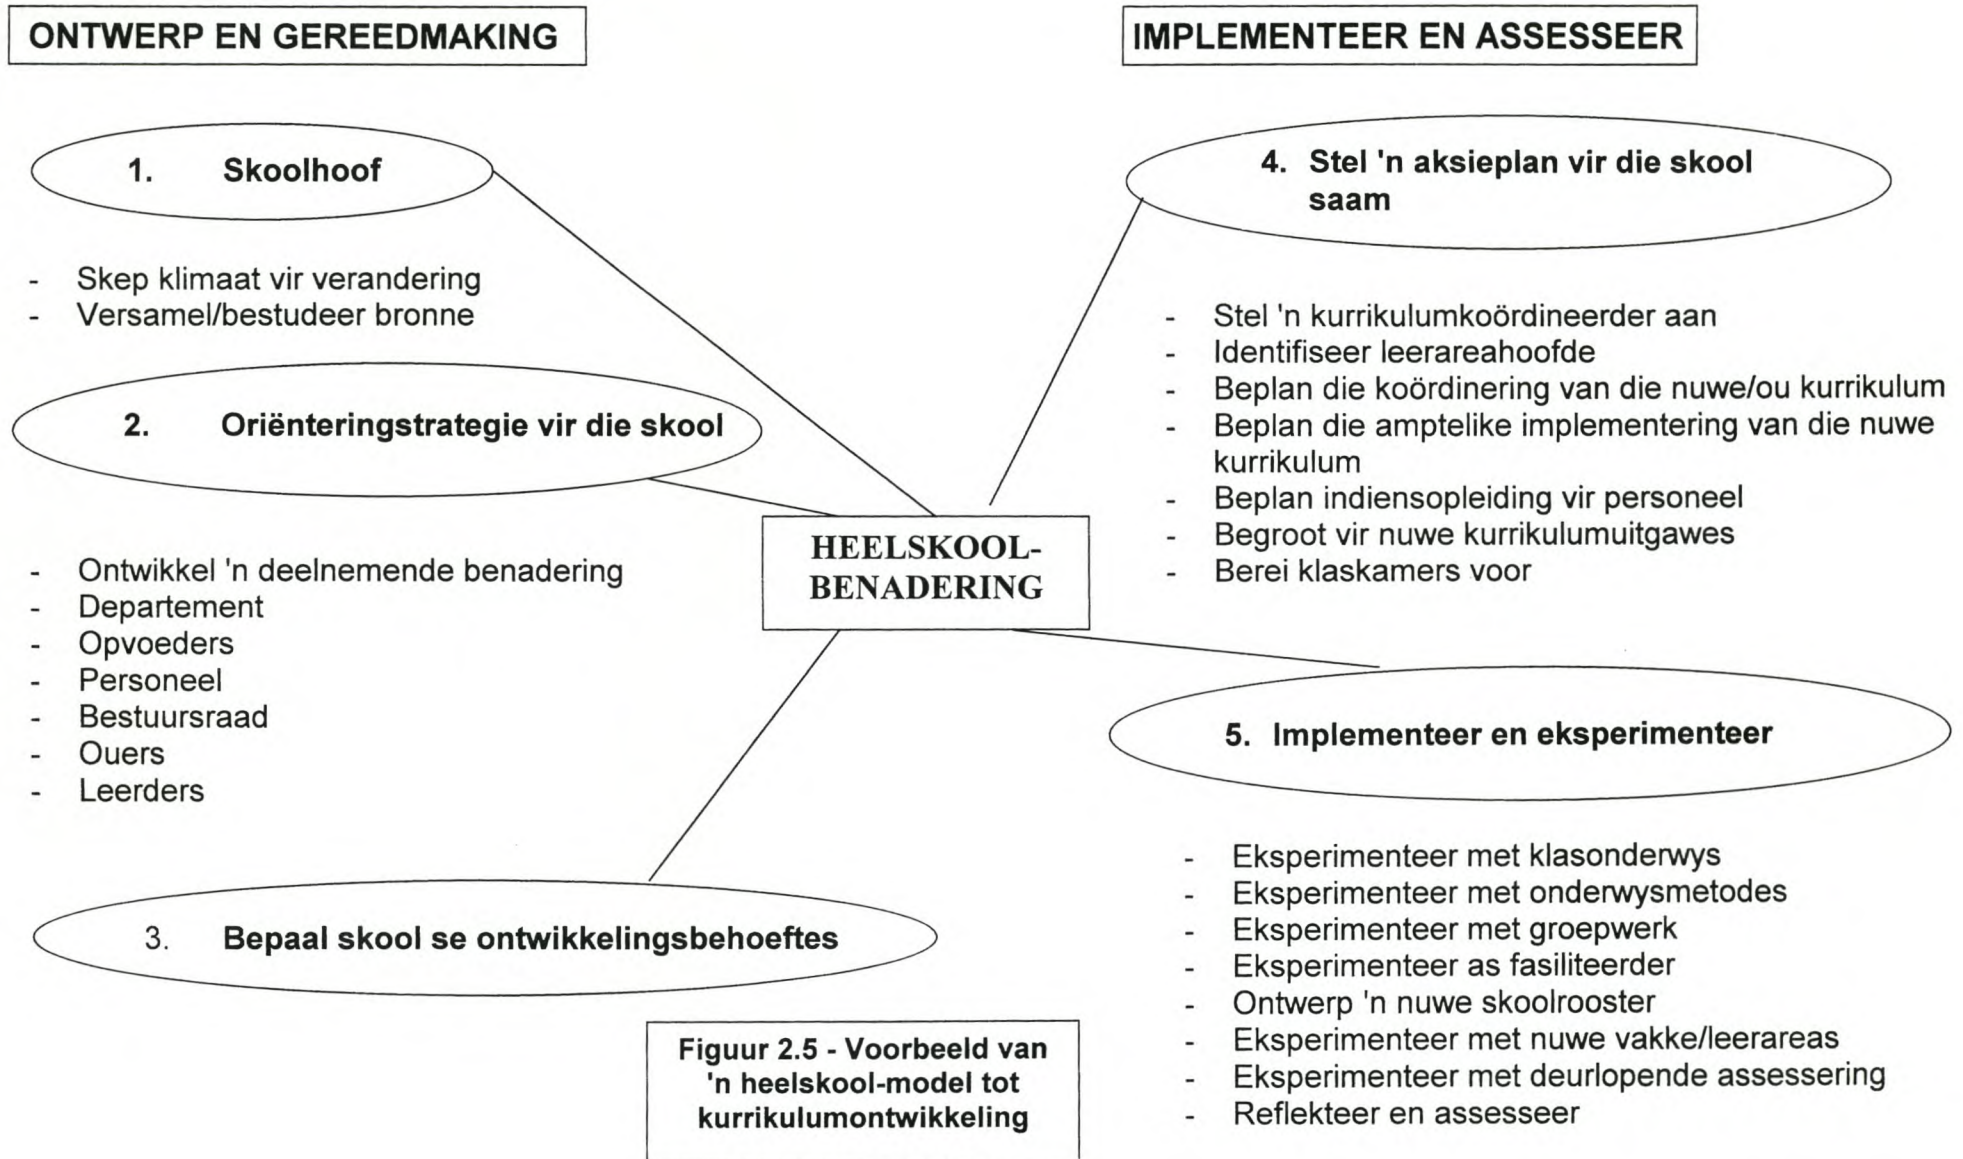 ONTWERP EN GEREEDMAKING
1. Skoolhoof
- Skep klimaat vir verandering
- Versamel/bestudeer bronne
2. Oriënteringstrategie vir die skool
- Ontwikkel 'n deelnemende benadering
- Departement
- Opvoeders
- Personeel
- Bestuursraad
- Ouers
- Leerders
3. Bepaal skool se ontwikkelingsbehoeftes
HEELSKOOL-
BENADERING
IMPLEMENTEER EN ASSESSEER
4. Stel 'n aksieplan vir die skool
saam
- Stel 'n kurrikulumkoördineerder aan
- Identifiseer leerareahoofde
- Beplan die koördinering van die nuwe/ou kurrikulum
- Beplan die amptelike implementering van die nuwe
kurrikulum
- Beplan indiensopleiding vir personeel
- Begroot vir nuwe kurrikulumuitgawes
- Berei klaskamers voor
5. Implementeer en eksperimenteer
- Eksperimenteer met klasonderwys
- Eksperimenteer met onderwysmetodes
- Eksperimenteer met groepwerk
- Eksperimenteer as fasiliteerder
- Ontwerp 'n nuwe skoolrooster
- Eksperimenteer met nuwe vakke/leerareas
- Eksperimenteer met deurlopende assessering
- Reflekteer en assesseer
Figuur 2.5 - Voorbeeld van
'n heelskool-model tot
kurrikulumontwikkeling